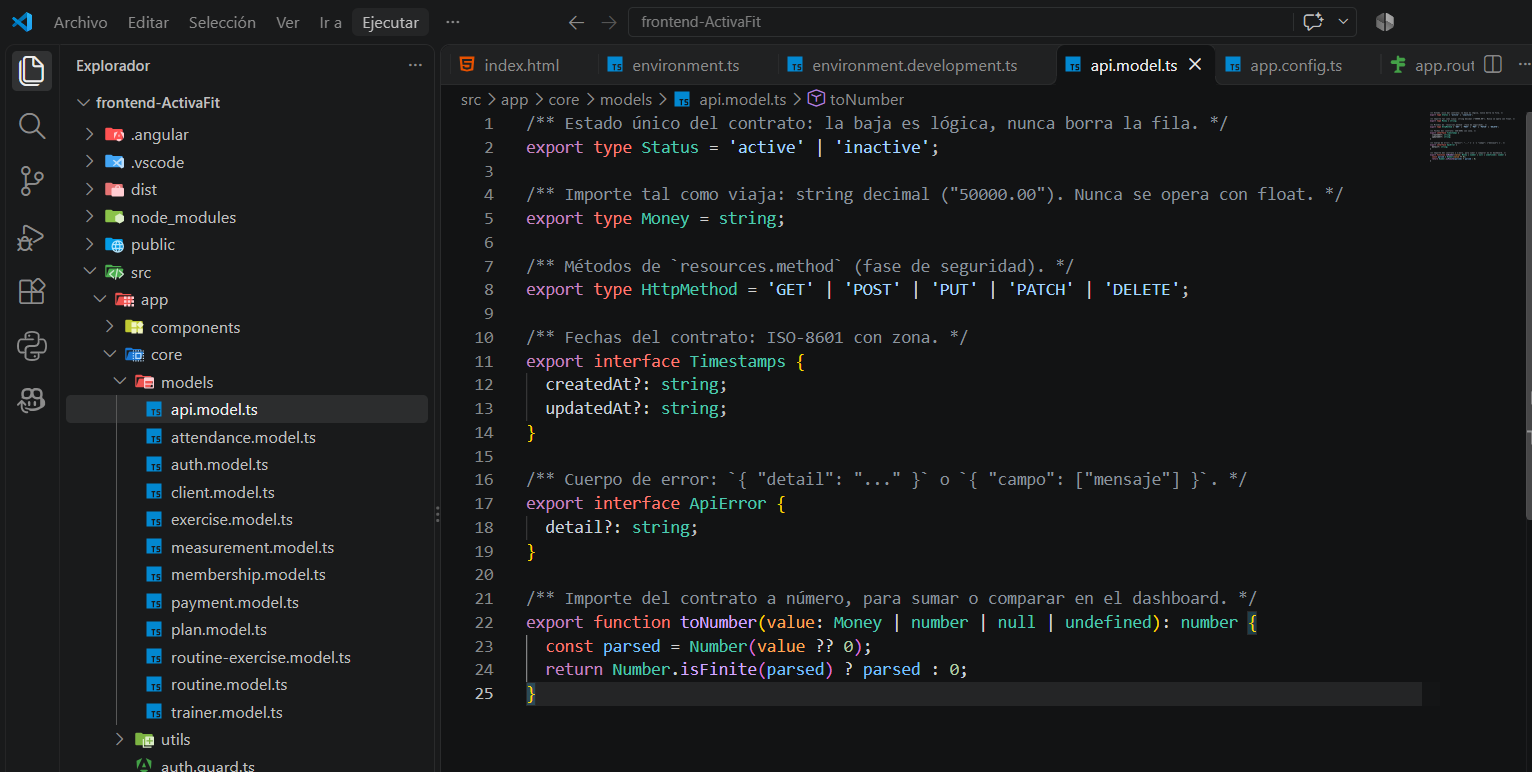 Archivo Editar Selección Ver Ir a Ejecutar ···
frontend-ActivaFit
Explorador ···
frontend-ActivaFit
.angular
.vscode
dist
node_modules
public
src
app
components
core
models
api.model.ts
attendance.model.ts
auth.model.ts
client.model.ts
exercise.model.ts
measurement.model.ts
membership.model.ts
payment.model.ts
plan.model.ts
routine-exercise.model.ts
routine.model.ts
trainer.model.ts
utils
auth.guard.ts
index.html environment.ts environment.development.ts api.model.ts app.config.ts app.rout
src > app > core > models > api.model.ts > toNumber
1 /** Estado único del contrato: la baja es lógica, nunca borra la fila. */
2 export type Status = 'active' | 'inactive';
3
4 /** Importe tal como viaja: string decimal ("50000.00"). Nunca se opera con float. */
5 export type Money = string;
6
7 /** Métodos de `resources.method` (fase de seguridad). */
8 export type HttpMethod = 'GET' | 'POST' | 'PUT' | 'PATCH' | 'DELETE';
9
10 /** Fechas del contrato: ISO-8601 con zona. */
11 export interface Timestamps {
12 createdAt?: string;
13 updatedAt?: string;
14 }
15
16 /** Cuerpo de error: `{ "detail": "..." }` o `{ "campo": ["mensaje"] }`. */
17 export interface ApiError {
18 detail?: string;
19 }
20
21 /** Importe del contrato a número, para sumar o comparar en el dashboard. */
22 export function toNumber(value: Money | number | null | undefined): number {
23 const parsed = Number(value ?? 0);
24 return Number.isFinite(parsed) ? parsed : 0;
25 }